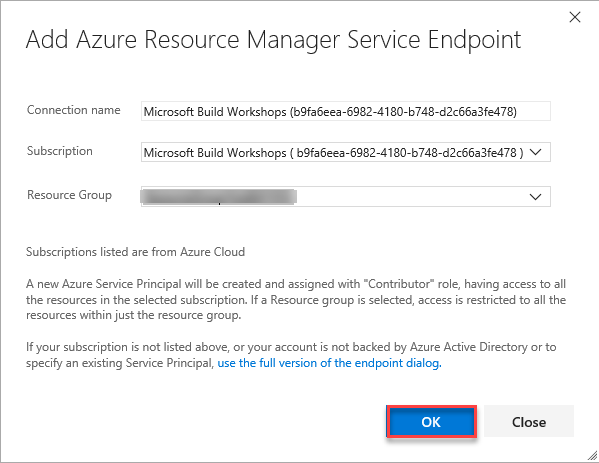 Add Azure Resource Manager Service Endpoint
Connection name
Microsoft Build Workshops (b9fa6eea-6982-4180-b748-d2c66a3fe478)
Subscription
Microsoft Build Workshops ( b9fa6eea-6982-4180-b748-d2c66a3fe478 )
Resource Group
Subscriptions listed are from Azure Cloud
A new Azure Service Principal will be created and assigned with "Contributor" role, having access to all
the resources in the selected subscription. If a Resource group is selected, access is restricted to all the
resources within just the resource group.
If your subscription is not listed above, or your account is not backed by Azure Active Directory or to
specify an existing Service Principal, use the full version of the endpoint dialog.
OK
Close